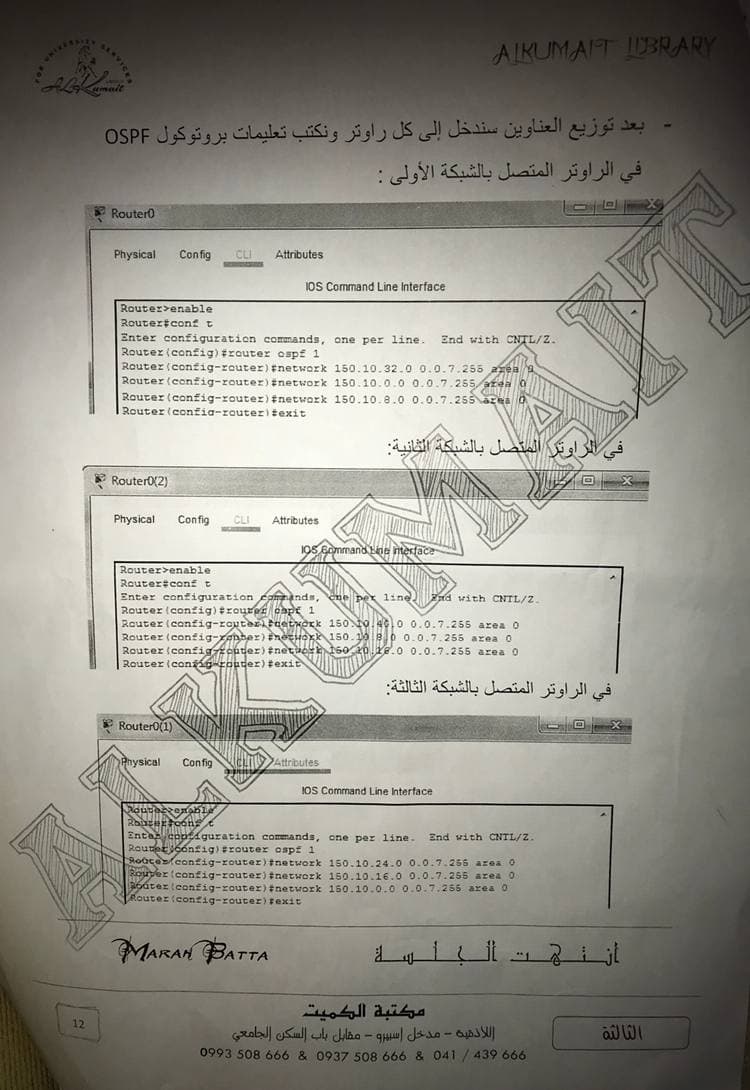 ALKUMAIT LIBRARY
FOR UNIVERSITY SERVICES
ALKumait
- بعد توزيع العناوين سندخل إلى كل راوتر ونكتب تعليمات بروتوكول OSPF
في الراوتر المتصل بالشبكة الأولى :
Router0
Physical Config CLI Attributes
IOS Command Line Interface
Router>enable
Router#conf t
Enter configuration commands, one per line. End with CNTL/Z.
Router(config)#router ospf 1
Router(config-router)#network 150.10.32.0 0.0.7.255 area 0
Router(config-router)#network 150.10.0.0 0.0.7.255 area 0
Router(config-router)#network 150.10.8.0 0.0.7.255 area 0
Router(config-router)#exit
في الراوتر المتصل بالشبكة الثانية:
Router0(2)
Physical Config CLI Attributes
IOS Command Line Interface
Router>enable
Router#conf t
Enter configuration commands, one per line. End with CNTL/Z.
Router(config)#router ospf 1
Router(config-router)#network 150.10.40.0 0.0.7.255 area 0
Router(config-router)#network 150.10.8.0 0.0.7.255 area 0
Router(config-router)#network 150.10.16.0 0.0.7.255 area 0
Router(config-router)#exit
في الراوتر المتصل بالشبكة الثالثة:
Router0(1)
Physical Config CLI Attributes
IOS Command Line Interface
Router>enable
Router#conf t
Enter configuration commands, one per line. End with CNTL/Z.
Router(config)#router ospf 1
Router(config-router)#network 150.10.24.0 0.0.7.255 area 0
Router(config-router)#network 150.10.16.0 0.0.7.255 area 0
Router(config-router)#network 150.10.0.0 0.0.7.255 area 0
Router(config-router)#exit
ALKUMAIT
انتهت الجلسة
MARAH BATTA
مكتبة الكميت
الثالثة
اللاذقية – مدخل اسبيرو – مقابل باب السكن الجامعي
12
0993 508 666 & 0937 508 666 & 041 / 439 666